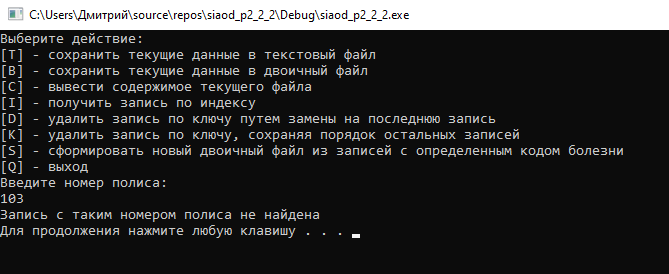 C:\Users\Дмитрий\source\repos\siaod_p2_2_2\Debug\siaod_p2_2_2.exe
Выберите действие:
[T] - сохранить текущие данные в текстовый файл
[B] - сохранить текущие данные в двоичный файл
[C] - вывести содержимое текущего файла
[I] - получить запись по индексу
[D] - удалить запись по ключу путем замены на последнюю запись
[K] - удалить запись по ключу, сохраняя порядок остальных записей
[S] - сформировать новый двоичный файл из записей с определенным кодом болезни
[Q] - выход
Введите номер полиса:
103
Запись с таким номером полиса не найдена
Для продолжения нажмите любую клавишу . . .